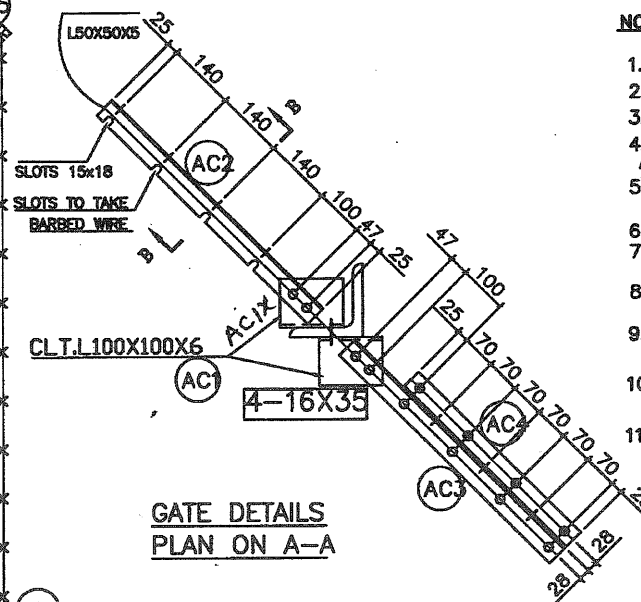 L50X50X5
25
140
140
140
100
47
25
B
AC2
SLOTS 15x18
SLOTS TO TAKE
BARBED WIRE
B
AC1X
CLT.L100X100X6
AC1
4-16X35
47
100
25
70
70
70
70
70
70
AC4
AC3
28
28
GATE DETAILS
PLAN ON A-A
NO
1.
2.
3.
4.
5.
6.
7.
8.
9.
10.
11.